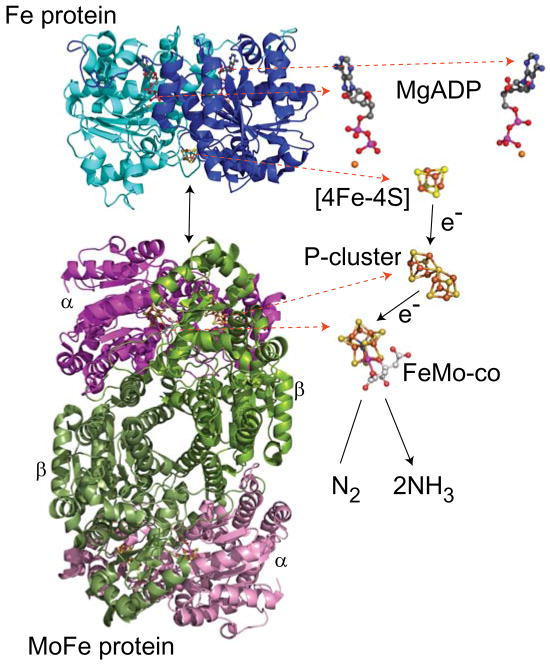 Fe protein
MgADP
[4Fe-4S]
e-
P-cluster
α
e-
FeMo-co
β
β
N2
2NH3
α
MoFe protein